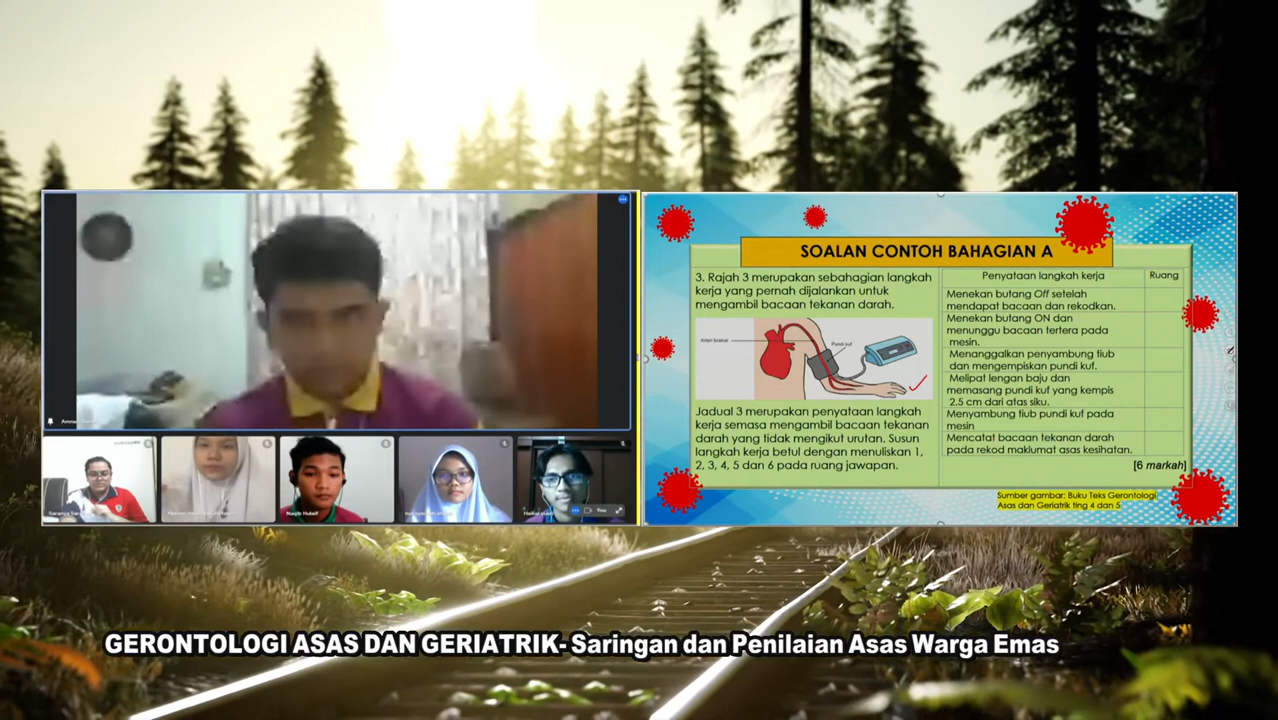 SOALAN CONTOH BAHAGIAN A
3. Rajah 3 merupakan sebahagian langkah
kerja yang pernah dijalankan untuk
mengambil bacaan tekanan darah.
Arteri brakial
Pundi kuf
Jadual 3 merupakan penyataan langkah
kerja semasa mengambil bacaan tekanan
darah yang tidak mengikut urutan. Susun
langkah kerja betul dengan menuliskan 1,
2, 3, 4, 5 dan 6 pada ruang jawapan.
Penyataan langkah kerja
Ruang
Menekan butang Off setelah
mendapat bacaan dan rekodkan.
Menekan butang ON dan
menunggu bacaan tertera pada
mesin.
Menanggalkan penyambung tiub
dan mengempiskan pundi kuf.
Melipat lengan baju dan
memasang pundi kuf yang kempis
2.5 cm dari atas siku.
Menyambung tiub pundi kuf pada
mesin
Mencatat bacaan tekanan darah
pada rekod maklumat asas kesihatan.
[6 markah]
Sumber gambar: Buku Teks Gerontologi
Asas dan Geriatrik ting 4 dan 5
Naqib Hulaif
You
GERONTOLOGI ASAS DAN GERIATRIK- Saringan dan Penilaian Asas Warga Emas